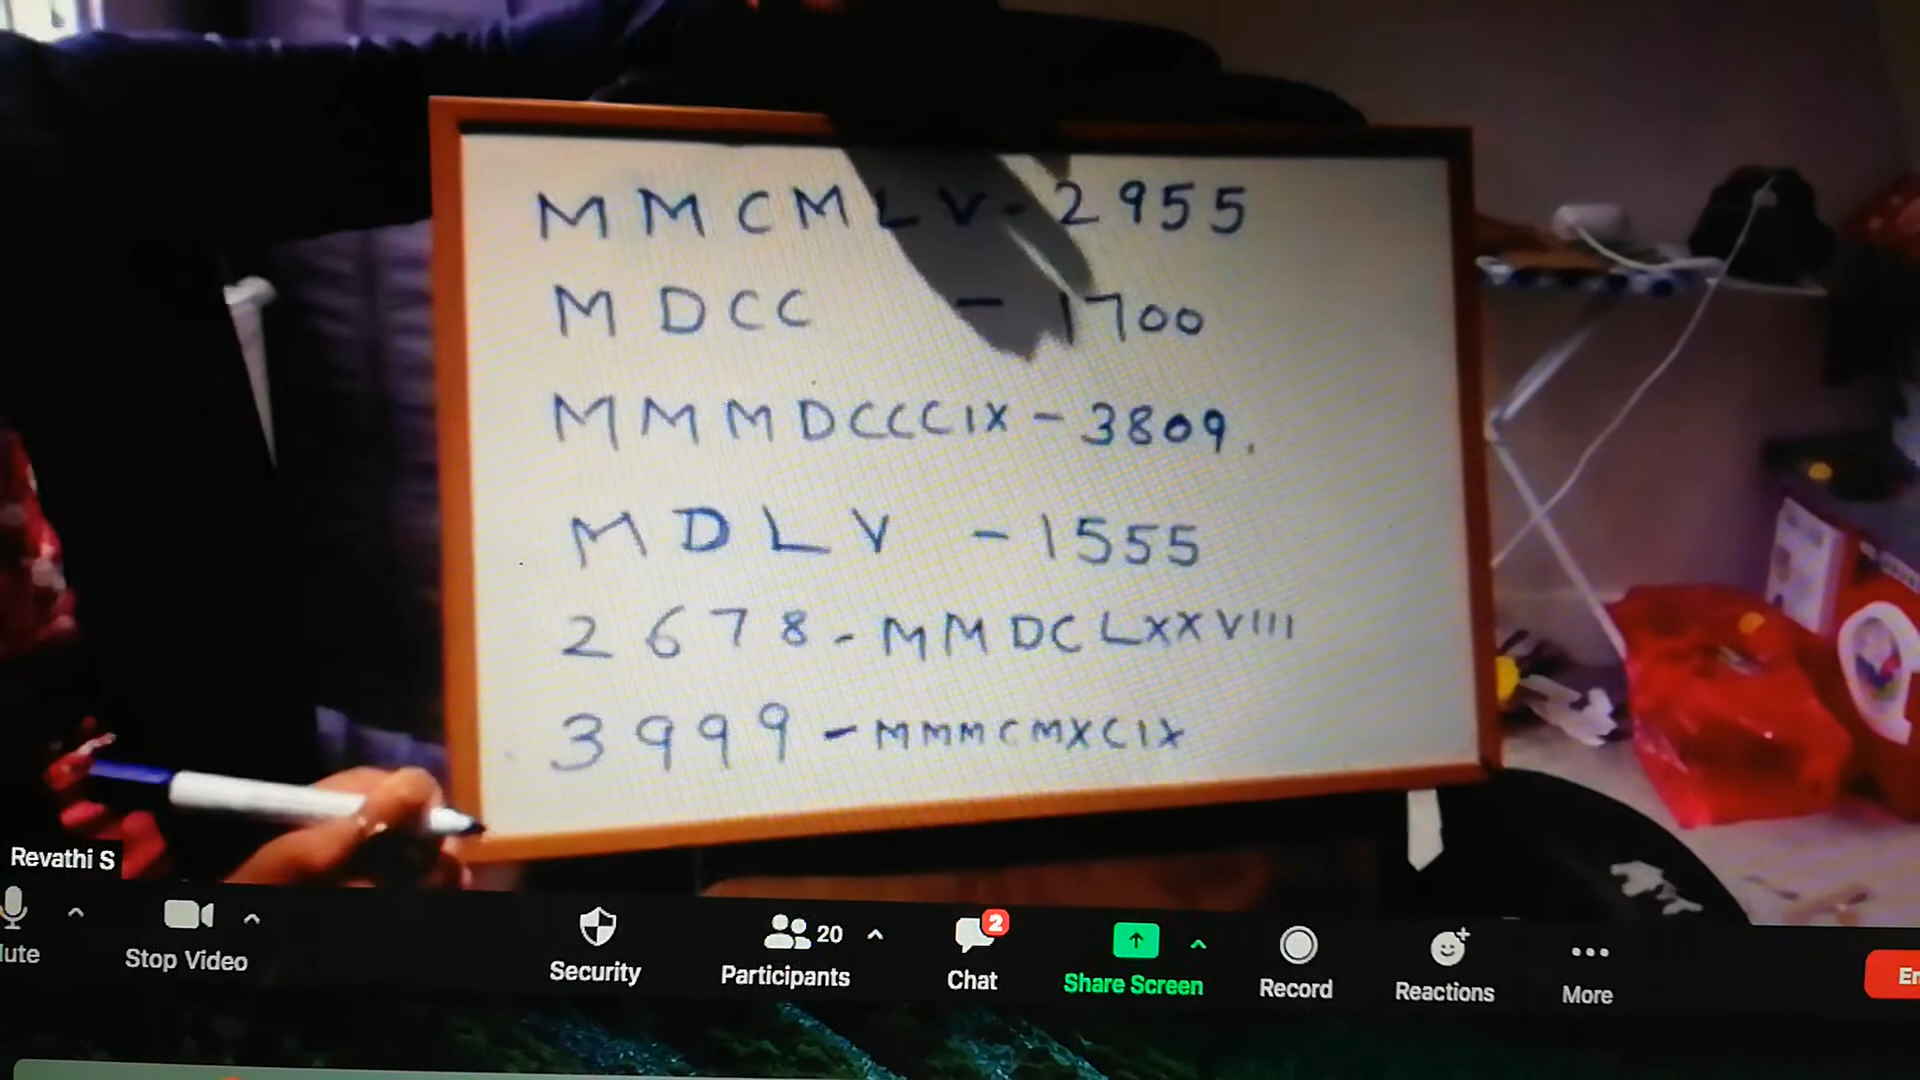 MMCMLV - 2955
MDCC - 1700
MMMDCCCIX - 3809.
MDLV - 1555
2678 - MMDCLXXVIII
3999 - MMMCMXCIX
Revathi S
Stop Video
Security
20
Participants
2
Chat
Share Screen
Record
Reactions
More